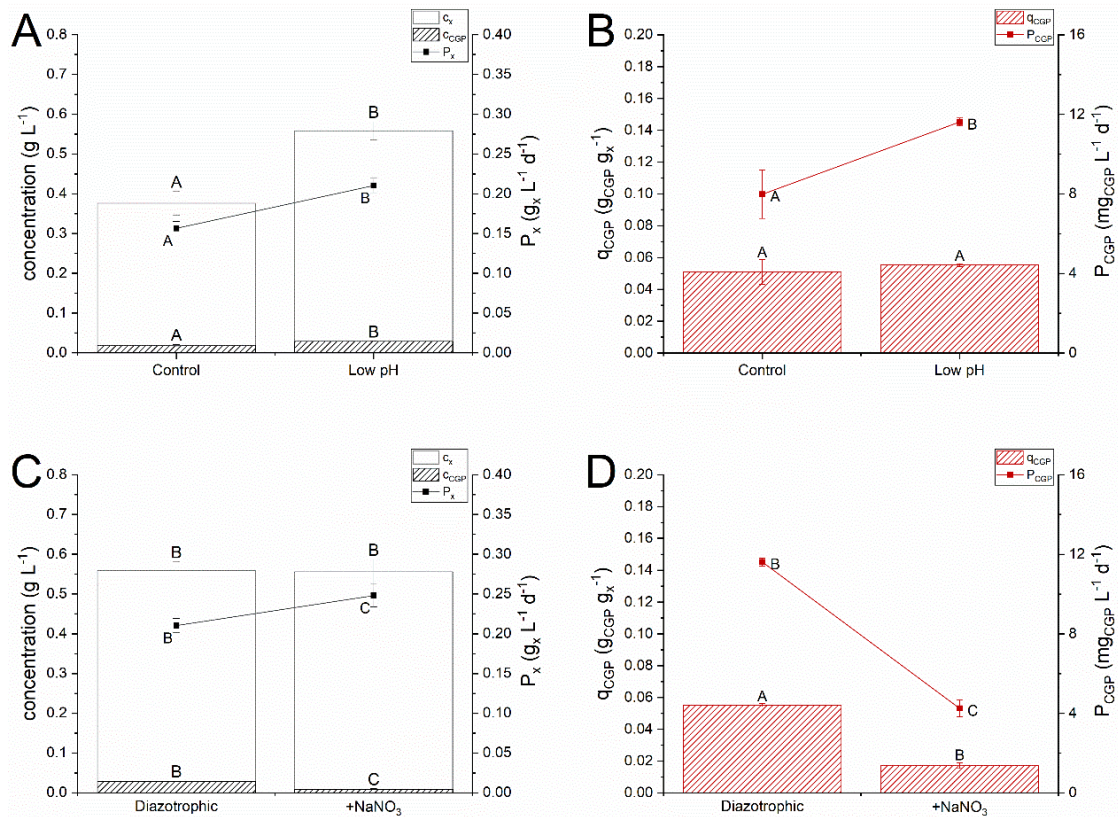 A
c_x
c_CGP
P_x
0.8
0.7
0.6
0.5
0.4
0.3
0.2
0.1
0.0
concentration (g L⁻¹)
A
B
A
B
A
B
0.40
0.35
0.30
0.25
0.20
0.15
0.10
0.05
0.00
P_x (g_x L⁻¹ d⁻¹)
Control
Low pH
B
q_CGP
P_CGP
0.20
0.18
0.16
0.14
0.12
0.10
0.08
0.06
0.04
0.02
0.00
q_CGP (g_CGP g_x⁻¹)
B
A
A
A
16
12
8
4
0
P_CGP (mg_CGP L⁻¹ d⁻¹)
Control
Low pH
C
c_x
c_CGP
P_x
0.8
0.7
0.6
0.5
0.4
0.3
0.2
0.1
0.0
concentration (g L⁻¹)
B
B
B
C
B
C
0.40
0.35
0.30
0.25
0.20
0.15
0.10
0.05
0.00
P_x (g_x L⁻¹ d⁻¹)
Diazotrophic
+NaNO₃
D
q_CGP
P_CGP
0.20
0.18
0.16
0.14
0.12
0.10
0.08
0.06
0.04
0.02
0.00
q_CGP (g_CGP g_x⁻¹)
B
A
C
B
16
12
8
4
0
P_CGP (mg_CGP L⁻¹ d⁻¹)
Diazotrophic
+NaNO₃